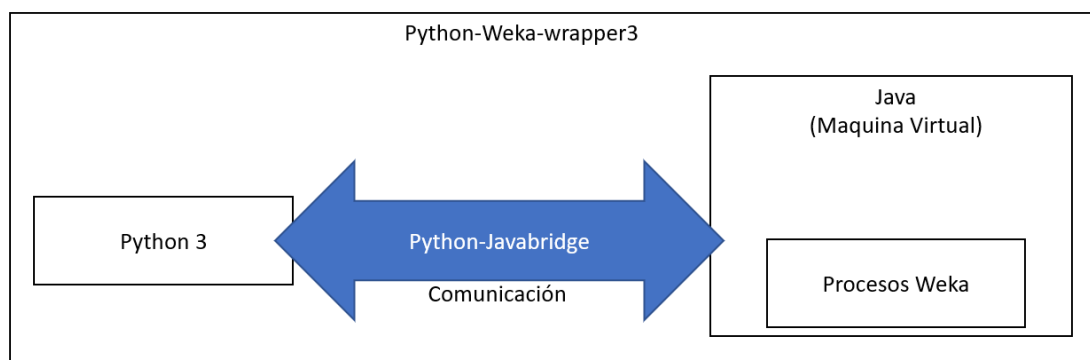 Python-Weka-wrapper3
Java
(Maquina Virtual)
Python 3
Python-Javabridge
Comunicación
Procesos Weka